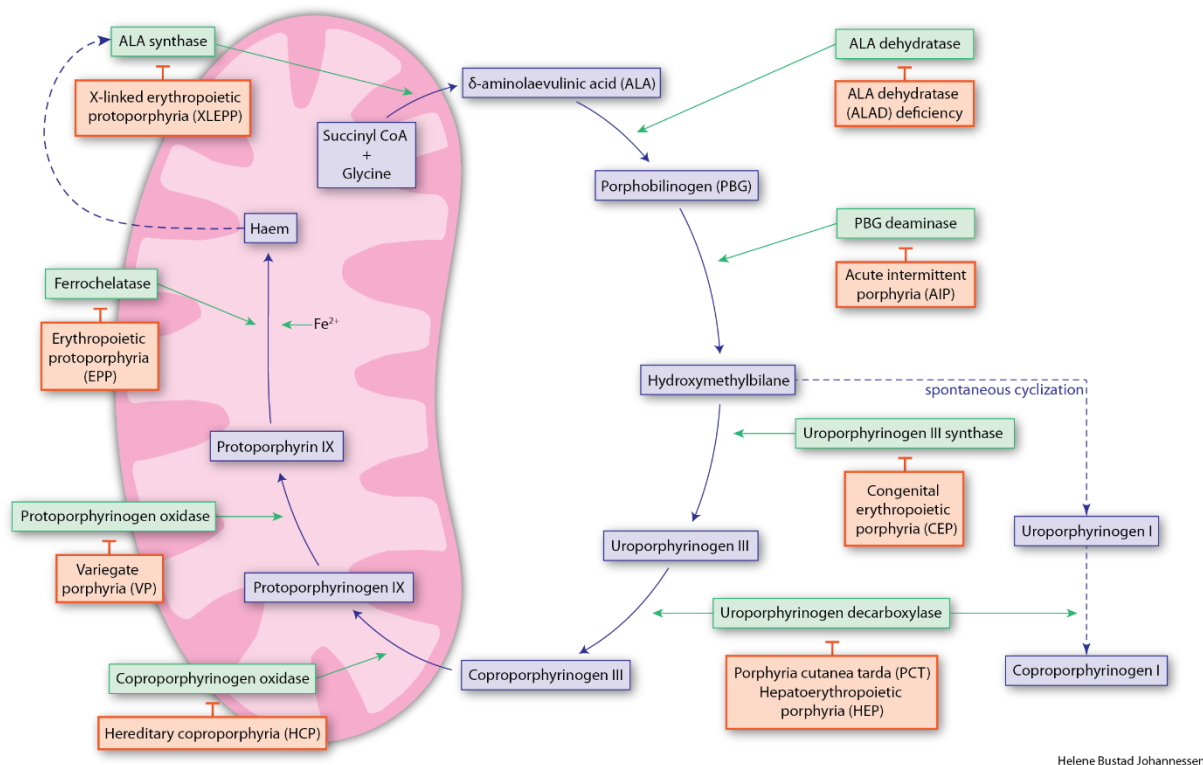 ALA synthase
X-linked erythropoietic
protoporphyria (XLEPP)
δ-aminolaevulinic acid (ALA)
ALA dehydratase
ALA dehydratase
(ALAD) deficiency
Succinyl CoA
+
Glycine
Porphobilinogen (PBG)
PBG deaminase
Acute intermittent
porphyria (AIP)
Haem
Ferrochelatase
Fe²⁺
Erythropoietic
protoporphyria
(EPP)
Hydroxymethylbilane
spontaneous cyclization
Uroporphyrinogen III synthase
Congenital
erythropoietic
porphyria (CEP)
Protoporphyrin IX
Protoporphyrinogen oxidase
Variegate
porphyria (VP)
Uroporphyrinogen III
Uroporphyrinogen I
Protoporphyrinogen IX
Uroporphyrinogen decarboxylase
Porphyria cutanea tarda (PCT)
Hepatoerythropoietic
porphyria (HEP)
Coproporphyrinogen oxidase
Hereditary coproporphyria (HCP)
Coproporphyrinogen III
Coproporphyrinogen I
Helene Bustad Johannessen